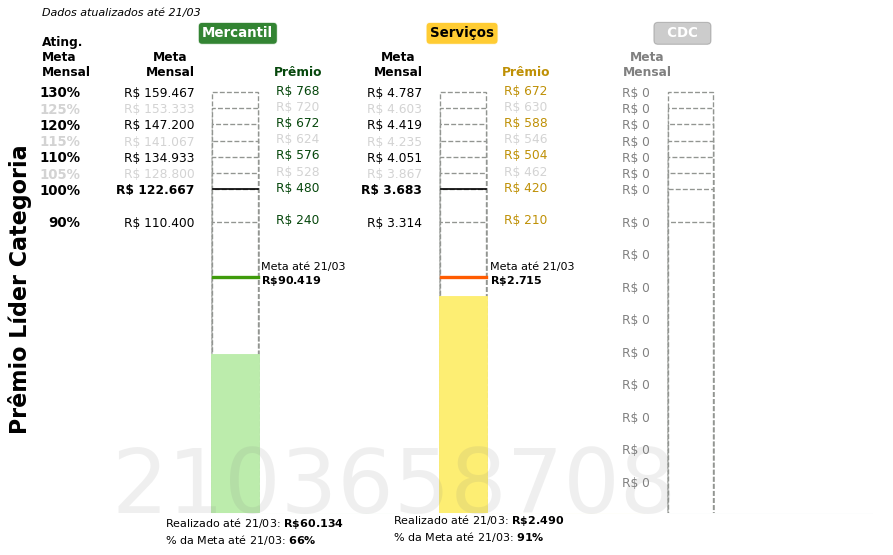 Dados atualizados até 21/03
Mercantil Serviços CDC
Ating. Meta Mensal Meta Mensal Prêmio Meta Mensal Prêmio Meta Mensal
130% R$ 159.467 R$ 768 R$ 4.787 R$ 672 R$ 0
125% R$ 153.333 R$ 720 R$ 4.603 R$ 630 R$ 0
120% R$ 147.200 R$ 672 R$ 4.419 R$ 588 R$ 0
115% R$ 141.067 R$ 624 R$ 4.235 R$ 546 R$ 0
110% R$ 134.933 R$ 576 R$ 4.051 R$ 504 R$ 0
105% R$ 128.800 R$ 528 R$ 3.867 R$ 462 R$ 0
100% R$ 122.667 R$ 480 R$ 3.683 R$ 420 R$ 0
90% R$ 110.400 R$ 240 R$ 3.314 R$ 210 R$ 0
R$ 0
Meta até 21/03 Meta até 21/03
R$90.419 R$2.715 R$ 0
R$ 0
R$ 0
R$ 0
R$ 0
R$ 0
R$ 0
Prêmio Líder Categoria
2103658708
Realizado até 21/03: R$60.134 Realizado até 21/03: R$2.490
% da Meta até 21/03: 66% % da Meta até 21/03: 91%